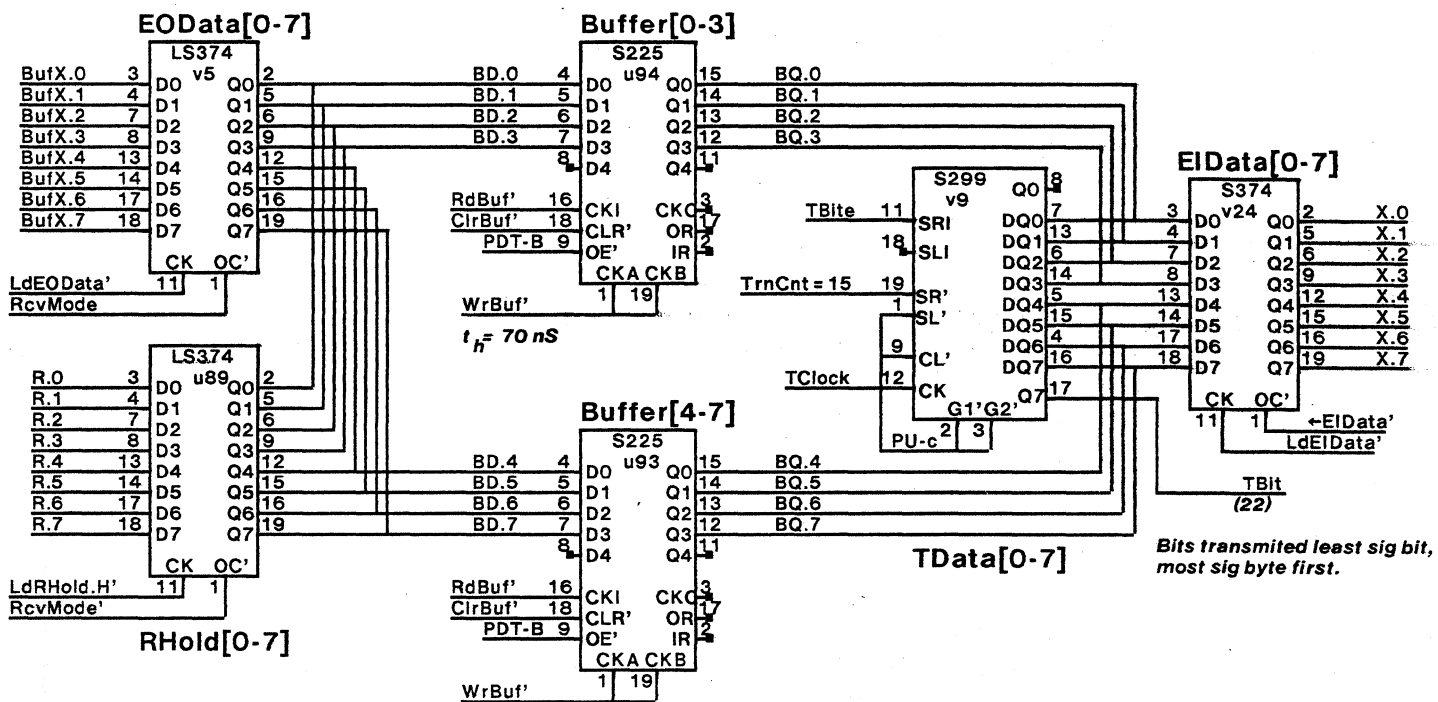 EOData[0-7]
LS374
v5
BufX.0 3 D0 Q0 2
BufX.1 4 D1 Q1 5
BufX.2 7 D2 Q2 6
BufX.3 8 D3 Q3 9
BufX.4 13 D4 Q4 12
BufX.5 14 D5 Q5 15
BufX.6 17 D6 Q6 16
BufX.7 18 D7 Q7 19
CK OC'
LdEOData' 11 1
RcvMode
LS374
u89
R.0 3 D0 Q0 2
R.1 4 D1 Q1 5
R.2 7 D2 Q2 6
R.3 8 D3 Q3 9
R.4 13 D4 Q4 12
R.5 14 D5 Q5 15
R.6 17 D6 Q6 16
R.7 18 D7 Q7 19
CK OC'
LdRHold.H' 11 1
RcvMode'
RHold[0-7]
Buffer[0-3]
S225
u94
BD.0 4 D0 Q0 15 BQ.0
BD.1 5 D1 Q1 14 BQ.1
BD.2 6 D2 Q2 13 BQ.2
BD.3 7 D3 Q3 12 BQ.3
8 D4 Q4 11
RdBuf' 16 CKI CKO 3
ClrBuf' 18 CLR' OR 17
PDT-B 9 OE' IR 2
CKA CKB
WrBuf' 1 19
t h= 70 nS
Buffer[4-7]
S225
u93
BD.4 4 D0 Q0 15 BQ.4
BD.5 5 D1 Q1 14 BQ.5
BD.6 6 D2 Q2 13 BQ.6
BD.7 7 D3 Q3 12 BQ.7
8 D4 Q4 11
RdBuf' 16 CKI CKO 3
ClrBuf' 18 CLR' OR 17
PDT-B 9 OE' IR 2
CKA CKB
WrBuf' 1 19
S299
v9
Q0 8
TBite 11 SRI DQ0 7
18 SLI DQ1 13
DQ2 6
TrnCnt = 15 19 SR' DQ3 14
1 SL' DQ4 5
DQ5 15
9 CL' DQ6 4
DQ7 16
TClock 12 CK
Q7 17
G1' G2'
PU-c 2 3
TData[0-7]
EIData[0-7]
S374
v24
3 D0 Q0 2 X.0
4 D1 Q1 5 X.1
7 D2 Q2 6 X.2
8 D3 Q3 9 X.3
13 D4 Q4 12 X.4
14 D5 Q5 15 X.5
17 D6 Q6 16 X.6
18 D7 Q7 19 X.7
CK OC'
11 1 ←EIData'
LdEIData'
TBit
(22)
Bits transmited least sig bit,
most sig byte first.